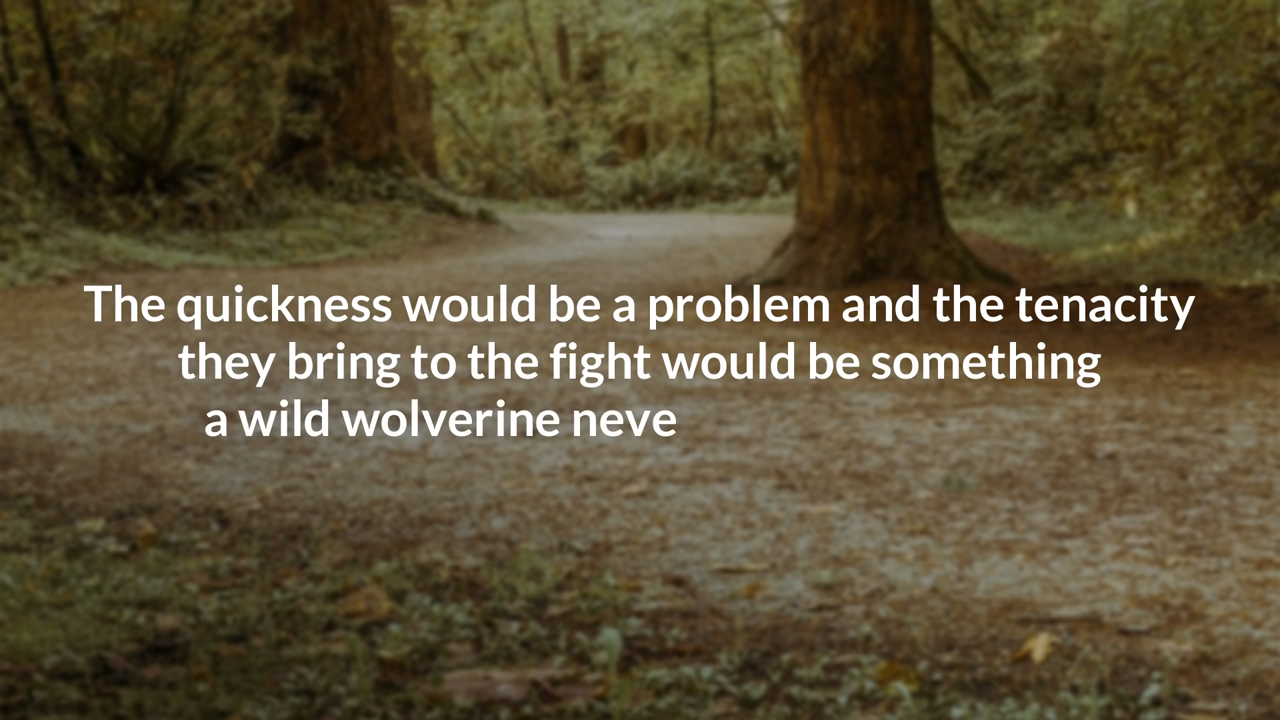 The quickness would be a problem and the tenacity
they bring to the fight would be something
a wild wolverine neve